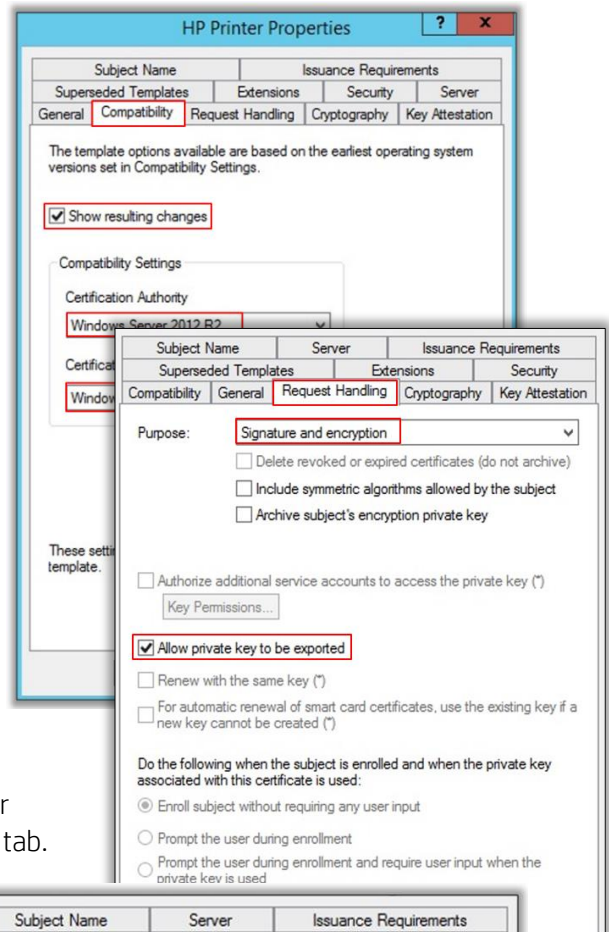 HP Printer Properties
? x
Subject Name Issuance Requirements
Superseded Templates Extensions Security Server
General Compatibility Request Handling Cryptography Key Attestation
The template options available are based on the earliest operating system
versions set in Compatibility Settings.
Show resulting changes
Compatibility Settings
Certification Authority
Windows Server 2012 R2
Subject Name Server Issuance Requirements
Superseded Templates Extensions Security
Compatibility General Request Handling Cryptography Key Attestation
Purpose: Signature and encryption
Delete revoked or expired certificates (do not archive)
Include symmetric algorithms allowed by the subject
Archive subject's encryption private key
These
template.
Authorize additional service accounts to access the private key (*)
Key Permissions...
Allow private key to be exported
Renew with the same key (*)
For automatic renewal of smart card certificates, use the existing key if a
new key cannot be created (*)
Do the following when the subject is enrolled and when the private key
associated with this certificate is used:
Enroll subject without requiring any user input
Prompt the user during enrollment
Prompt the user during enrollment and require user input when the
private key is used
tab.
Subject Name Server Issuance Requirements